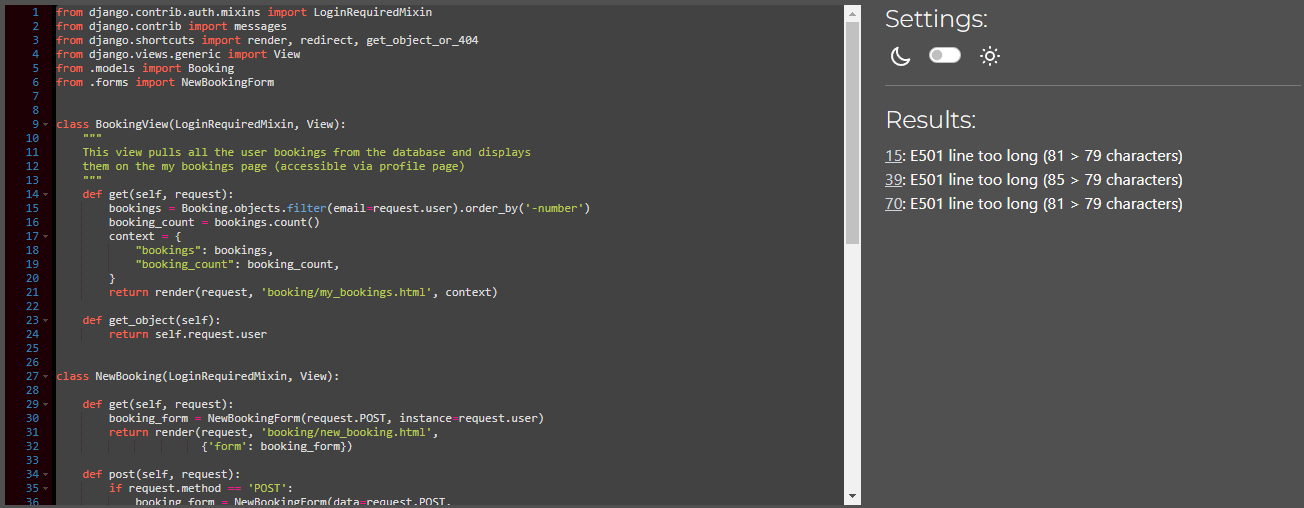 1 from django.contrib.auth.mixins import LoginRequiredMixin
2 from django.contrib import messages
3 from django.shortcuts import render, redirect, get_object_or_404
4 from django.views.generic import View
5 from .models import Booking
6 from .forms import NewBookingForm
7
8
9 class BookingView(LoginRequiredMixin, View):
10     """
11     This view pulls all the user bookings from the database and displays
12     them on the my bookings page (accessible via profile page)
13     """
14     def get(self, request):
15         bookings = Booking.objects.filter(email=request.user).order_by('-number')
16         booking_count = bookings.count()
17         context = {
18             "bookings": bookings,
19             "booking_count": booking_count,
20         }
21         return render(request, 'booking/my_bookings.html', context)
22
23     def get_object(self):
24         return self.request.user
25
26
27 class NewBooking(LoginRequiredMixin, View):
28
29     def get(self, request):
30         booking_form = NewBookingForm(request.POST, instance=request.user)
31         return render(request, 'booking/new_booking.html',
32                       {'form': booking_form})
33
34     def post(self, request):
35         if request.method == 'POST':
36             booking_form = NewBookingForm(data=request.POST,
Settings:
Results:
15: E501 line too long (81 > 79 characters)
39: E501 line too long (85 > 79 characters)
70: E501 line too long (81 > 79 characters)